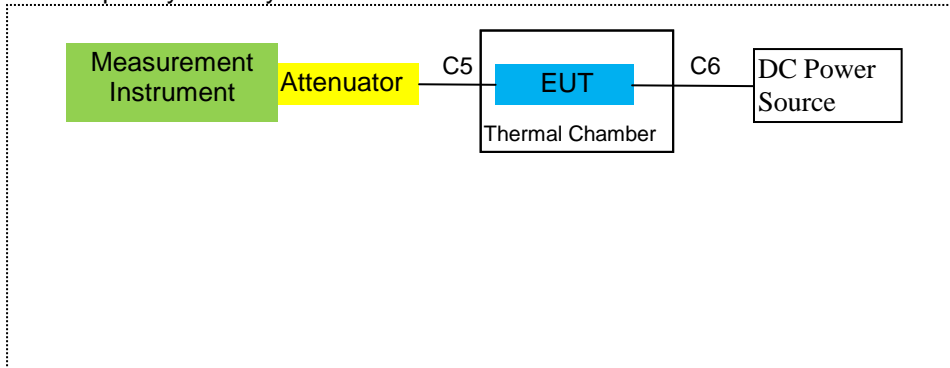 Measurement
Instrument
Attenuator
C5
EUT
Thermal Chamber
C6
DC Power
Source